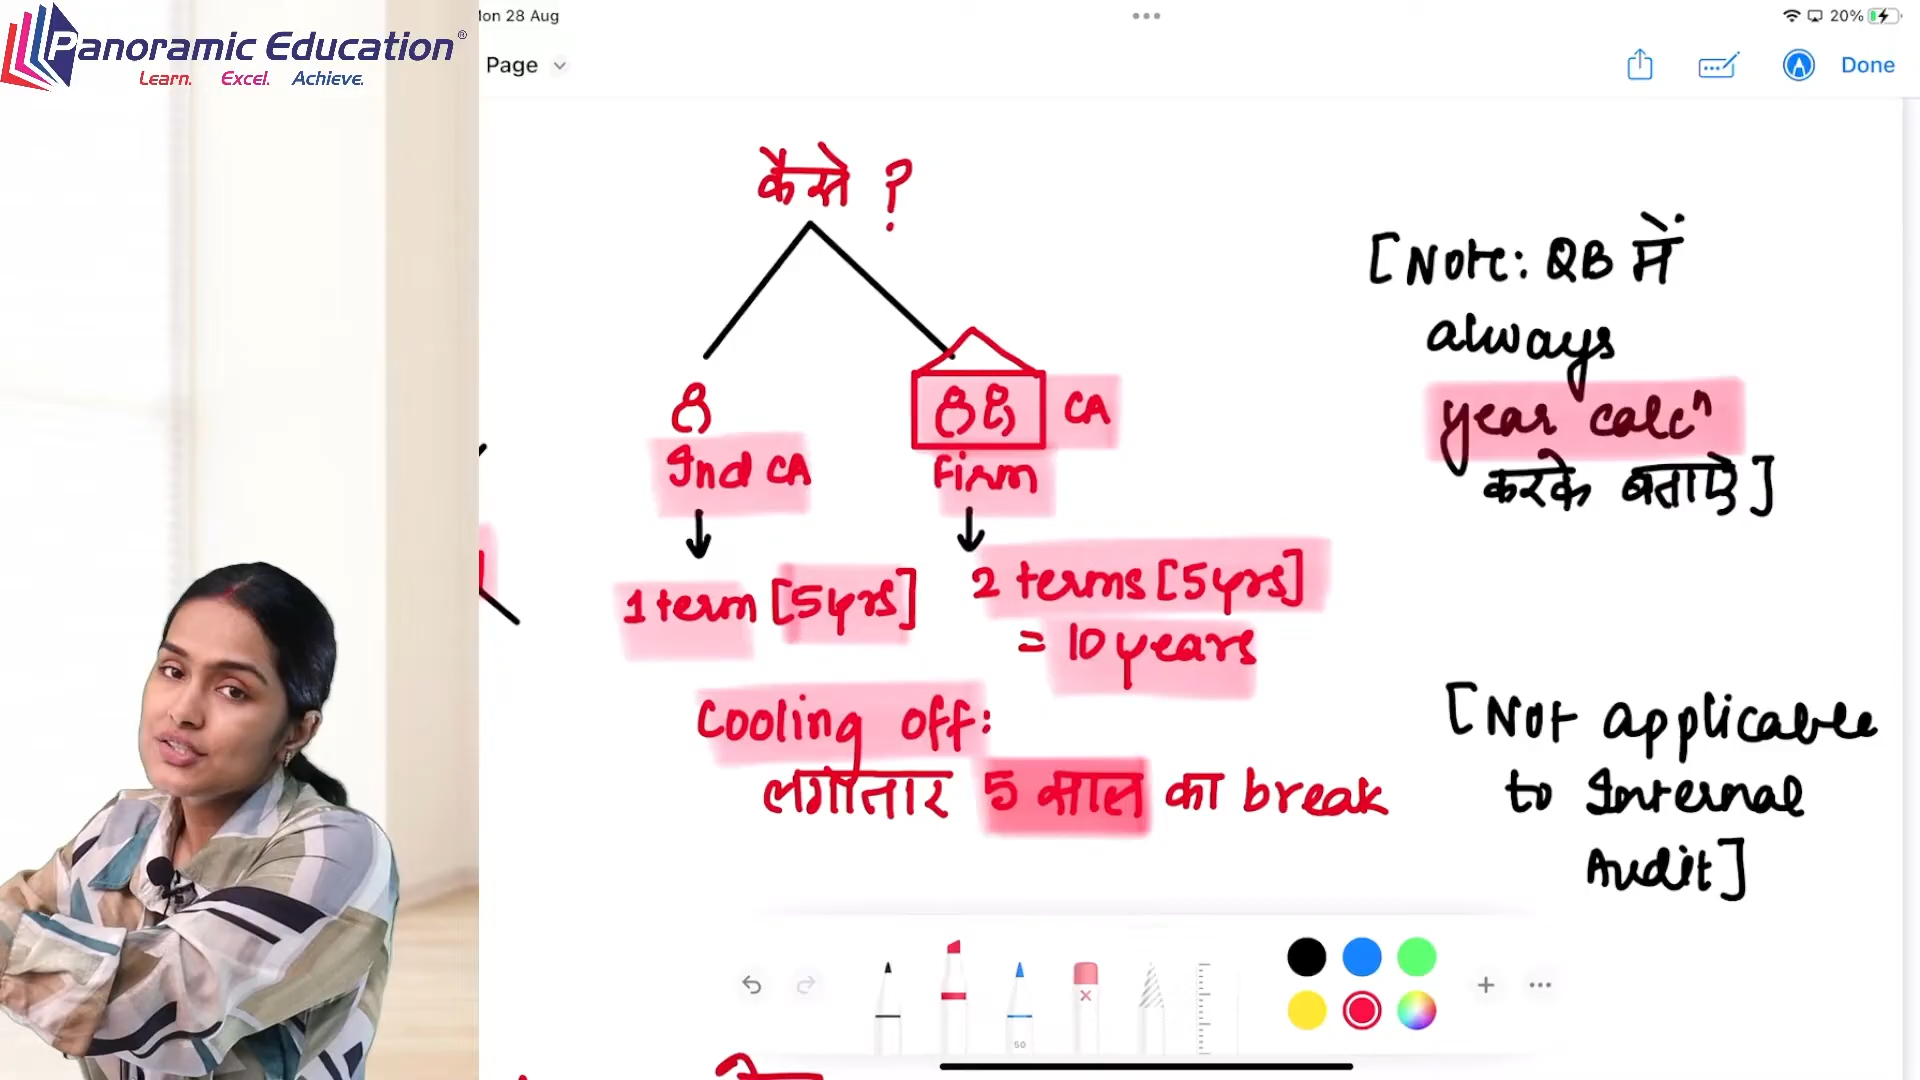 Panoramic Education®
Learn. Excel. Achieve.
Mon 28 Aug
20%
Page
Done
कैसे ?
CA
Ind CA
Firm
1 term [5yrs]
2 terms [5yrs]
= 10 years
Cooling off:
लगातार 5 साल का break
[Note: QB में
always
year calcⁿ
करके बताए]
[Not applicable
to Internal
Audit]
50